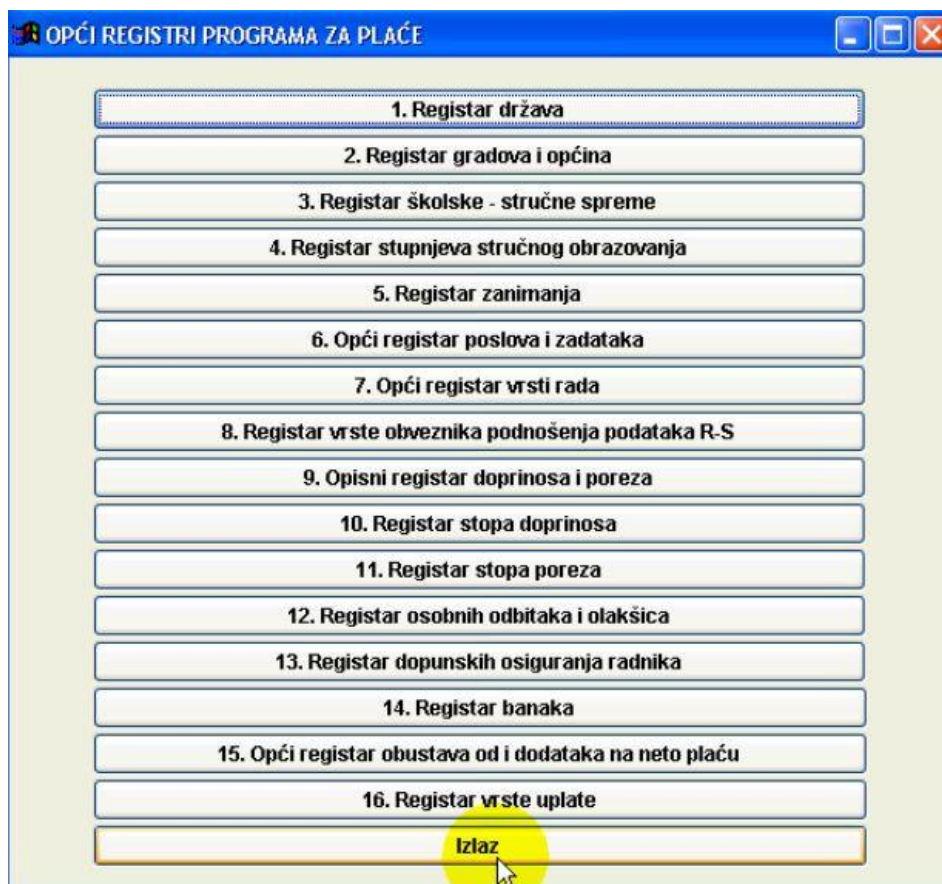 OPĆI REGISTRI PROGRAMA ZA PLAĆE
1. Registar država
2. Registar gradova i općina
3. Registar školske - stručne spreme
4. Registar stupnjeva stručnog obrazovanja
5. Registar zanimanja
6. Opći registar poslova i zadataka
7. Opći registar vrsti rada
8. Registar vrste obveznika podnošenja podataka R-S
9. Opisni registar doprinosa i poreza
10. Registar stopa doprinosa
11. Registar stopa poreza
12. Registar osobnih odbitaka i olakšica
13. Registar dopunskih osiguranja radnika
14. Registar banaka
15. Opći registar obustava od i dodataka na neto plaću
16. Registar vrste uplate
Izlaz